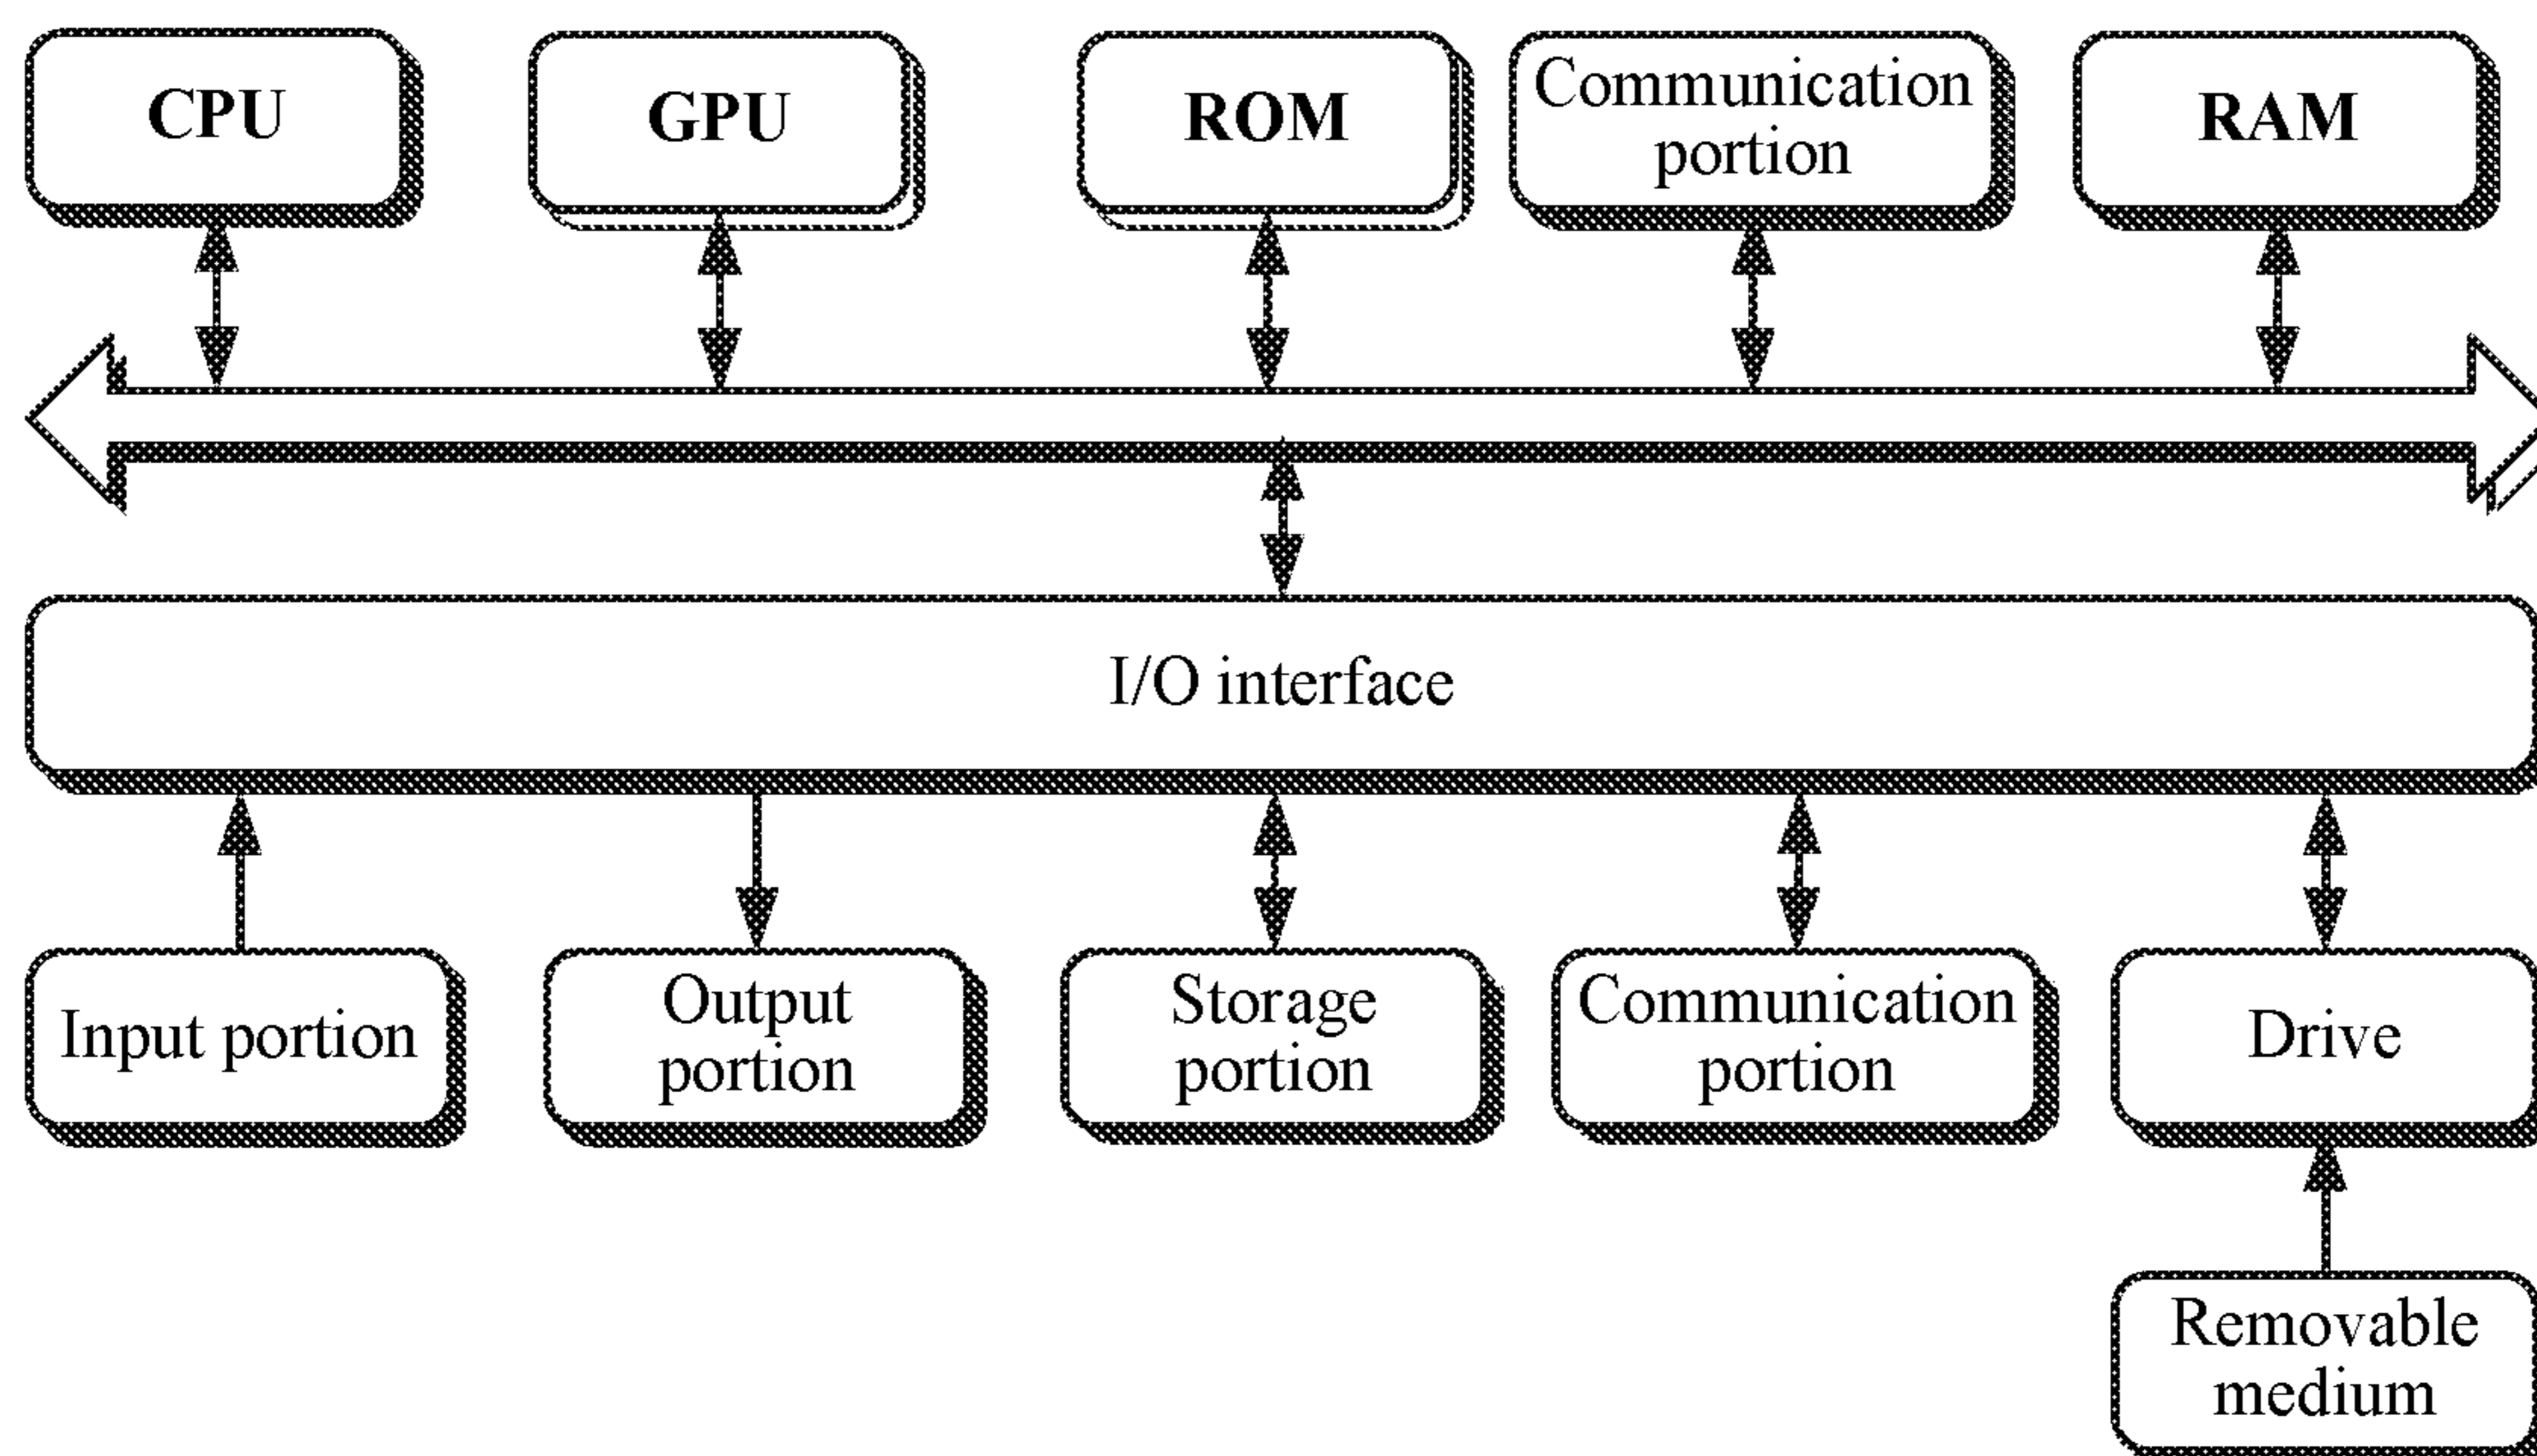 CPU
GPU
ROM
Communication
portion
RAM
I/O interface
Input portion
Output
portion
Storage
portion
Communication
portion
Drive
Removable
medium